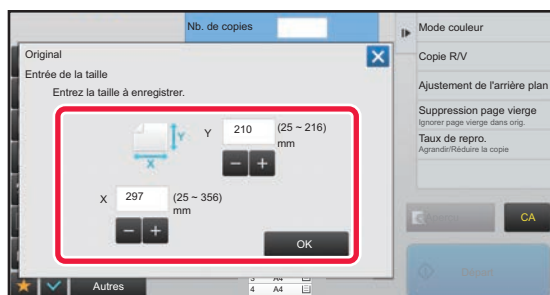 Nb. de copies
Original
Entrée de la taille
Entrez la taille à enregistrer.
Y 210 (25 ~ 216)
mm
Y
X
X 297 (25 ~ 356)
mm
− +
− +
OK
Mode couleur
Copie R/V
Ajustement de l'arrière plan
Suppression page vierge
Ignorer page vierge dans orig.
Taux de repro.
Agrandir/Réduire la copie
CA
Autres
3 A4
4 A4